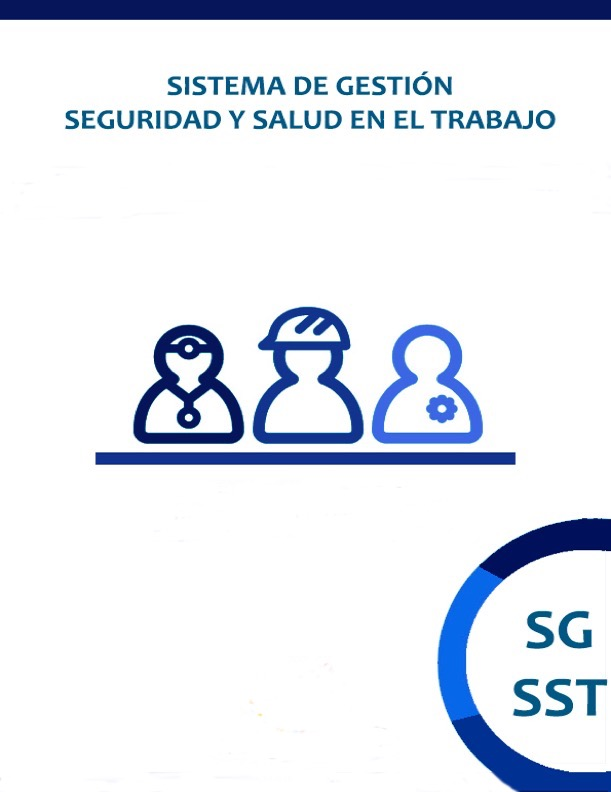 SISTEMA DE GESTIÓN
SEGURIDAD Y SALUD EN EL TRABAJO
SG
SST